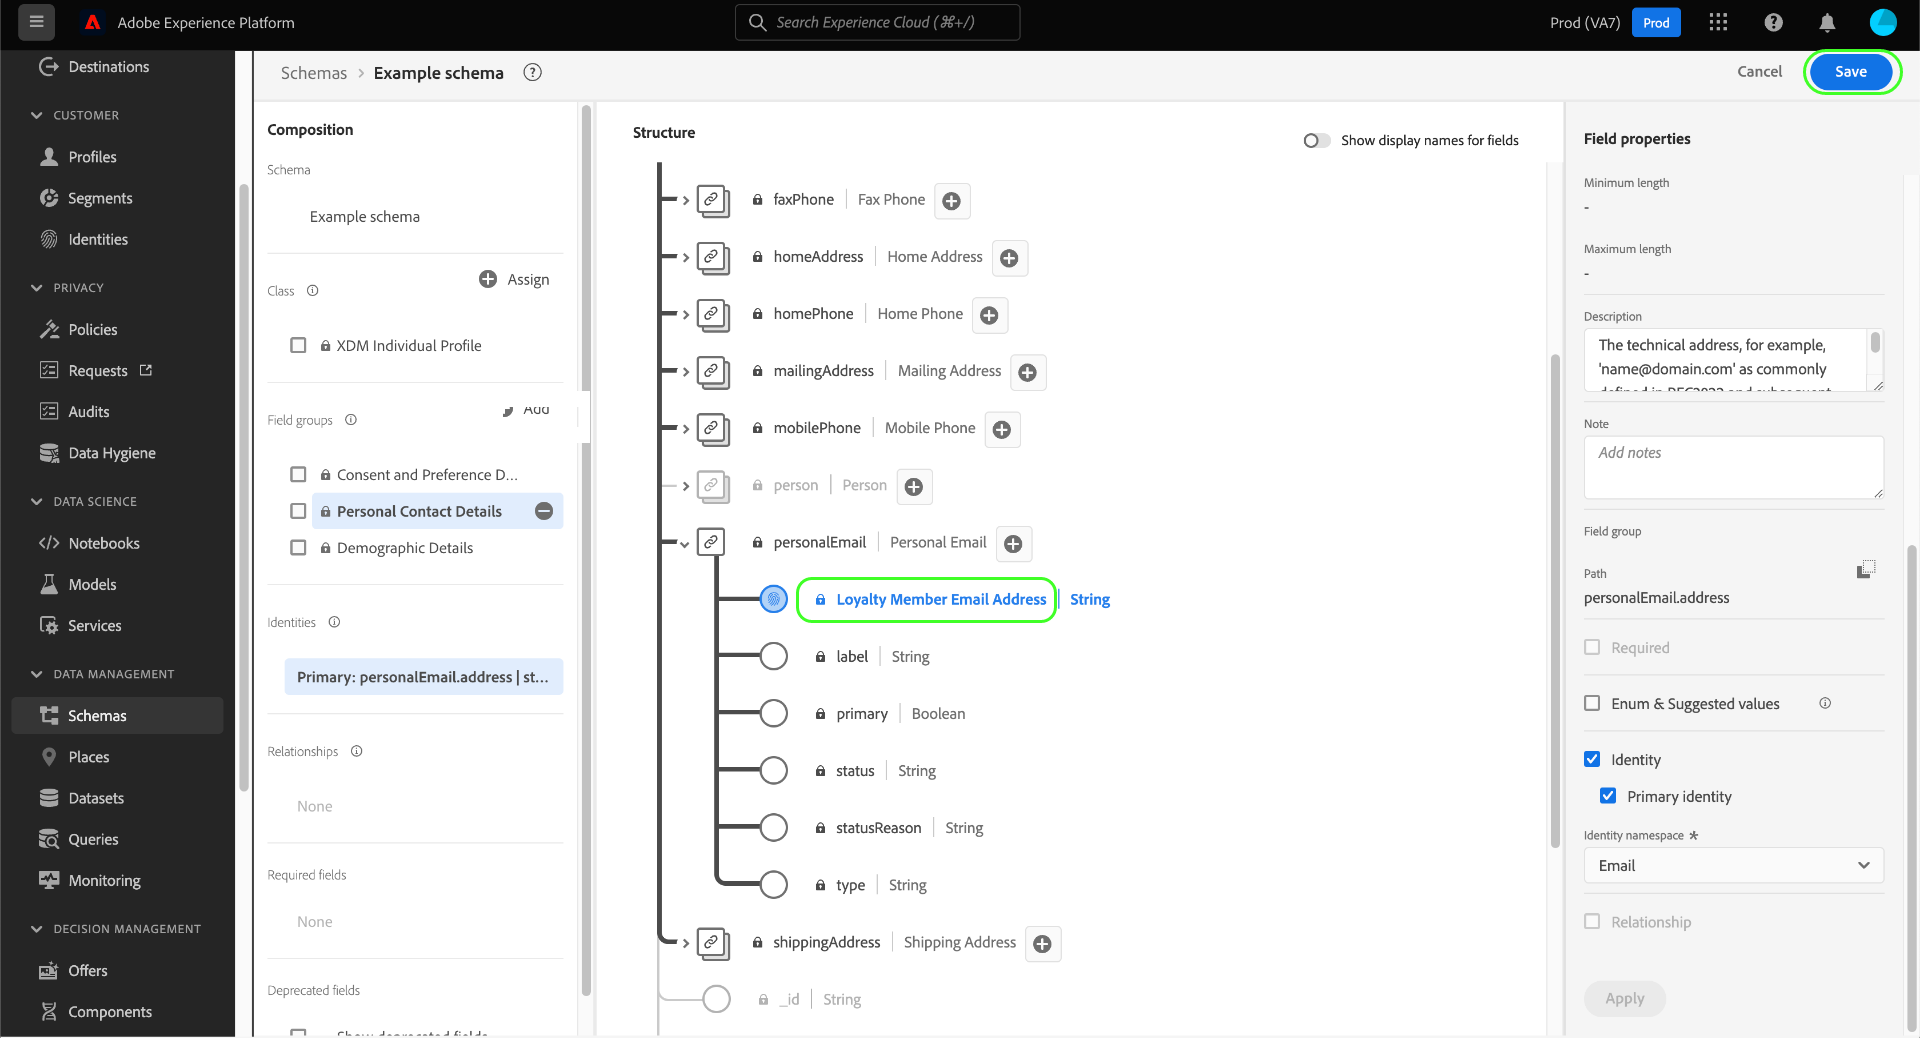 Adobe Experience Platform
Search Experience Cloud (⌘+/)
Prod (VA7)
Prod
Destinations
CUSTOMER
Profiles
Segments
Identities
PRIVACY
Policies
Requests
Audits
Data Hygiene
DATA SCIENCE
Notebooks
Models
Services
DATA MANAGEMENT
Schemas
Places
Datasets
Queries
Monitoring
DECISION MANAGEMENT
Offers
Components
Schemas > Example schema
Cancel
Save
Composition
Schema
Example schema
Class
Assign
XDM Individual Profile
Field groups
Add
Consent and Preference D...
Personal Contact Details
Demographic Details
Identities
Primary: personalEmail.address | st...
Relationships
None
Required fields
None
Deprecated fields
Show deprecated fields
Structure
Show display names for fields
faxPhone | Fax Phone
homeAddress | Home Address
homePhone | Home Phone
mailingAddress | Mailing Address
mobilePhone | Mobile Phone
person | Person
personalEmail | Personal Email
Loyalty Member Email Address | String
label | String
primary | Boolean
status | String
statusReason | String
type | String
shippingAddress | Shipping Address
_id | String
Field properties
Minimum length
-
Maximum length
-
Description
The technical address, for example,
'name@domain.com' as commonly
defined in RFC2822 and subsequent
Note
Add notes
Field group
Path
personalEmail.address
Required
Enum & Suggested values
Identity
Primary identity
Identity namespace *
Email
Relationship
Apply